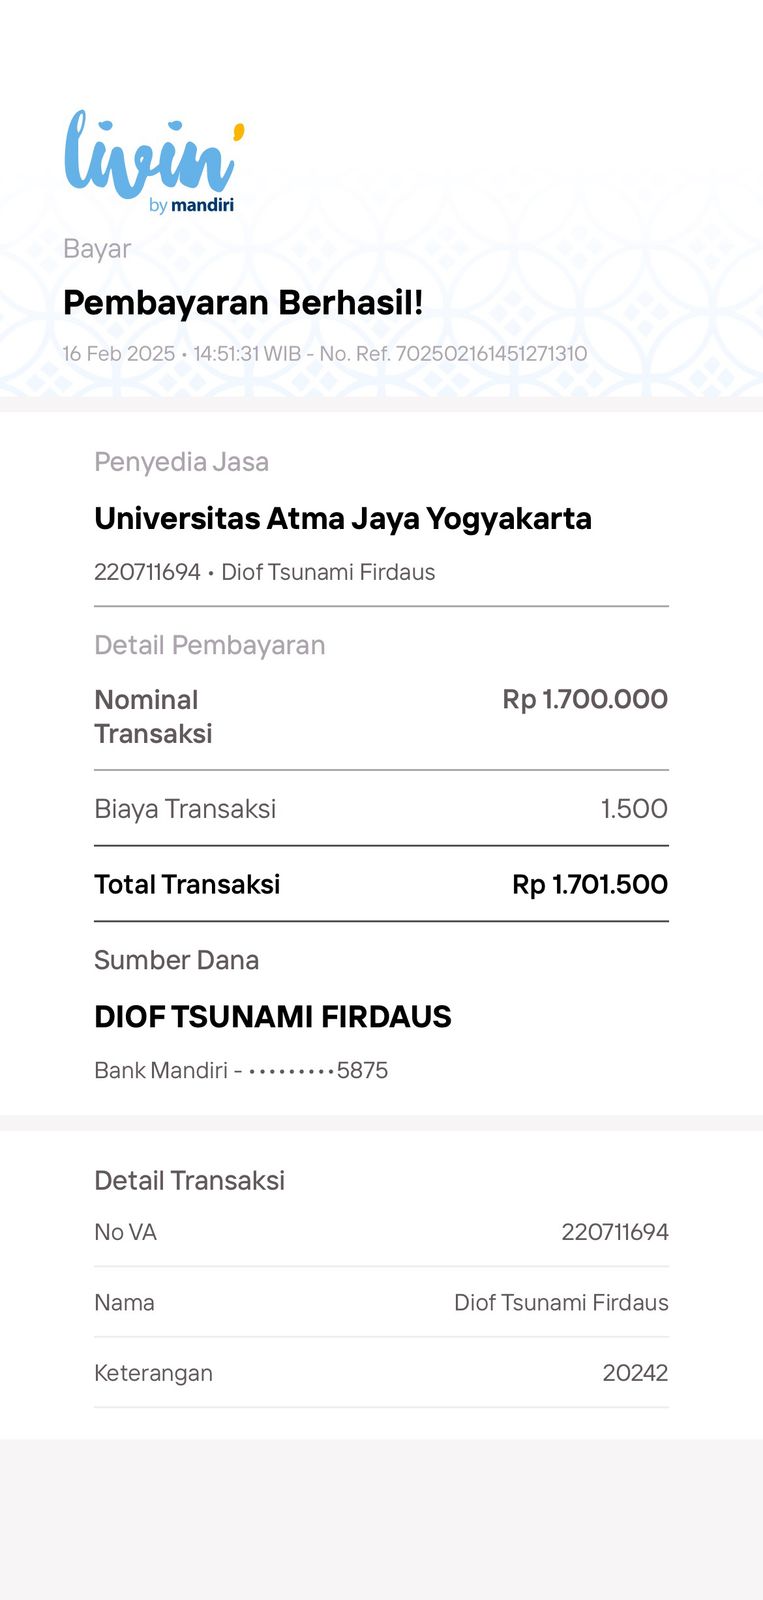 livin'
by mandiri
Bayar
Pembayaran Berhasil!
16 Feb 2025 • 14:51:31 WIB - No. Ref. 702502161451271310
Penyedia Jasa
Universitas Atma Jaya Yogyakarta
220711694 • Diof Tsunami Firdaus
Detail Pembayaran
Nominal Rp 1.700.000
Transaksi
Biaya Transaksi 1.500
Total Transaksi Rp 1.701.500
Sumber Dana
DIOF TSUNAMI FIRDAUS
Bank Mandiri - •••••••••5875
Detail Transaksi
No VA 220711694
Nama Diof Tsunami Firdaus
Keterangan 20242